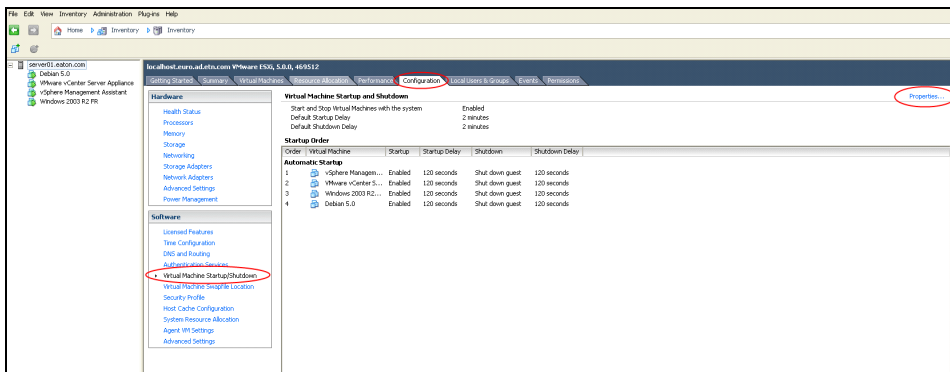 File Edit View Inventory Administration Plug-ins Help
Home Inventory Inventory
server01.eaton.com
Debian 5.0
VMware vCenter Server Appliance
vSphere Management Assistant
Windows 2003 R2 FR
localhost.euro.ad.etn.com VMware ESXi, 5.0.0, 469512
Getting Started Summary Virtual Machines Resource Allocation Performance Configuration Local Users & Groups Events Permissions
Hardware
Health Status
Processors
Memory
Storage
Networking
Storage Adapters
Network Adapters
Advanced Settings
Power Management
Software
Licensed Features
Time Configuration
DNS and Routing
Authentication Services
Virtual Machine Startup/Shutdown
Virtual Machine Swapfile Location
Security Profile
Host Cache Configuration
System Resource Allocation
Agent VM Settings
Advanced Settings
Virtual Machine Startup and Shutdown Properties...
Start and Stop Virtual Machines with the system Enabled
Default Startup Delay 2 minutes
Default Shutdown Delay 2 minutes
Startup Order
Order Virtual Machine Startup Startup Delay Shutdown Shutdown Delay
Automatic Startup
1 vSphere Managem... Enabled 120 seconds Shut down guest 120 seconds
2 VMware vCenter S... Enabled 120 seconds Shut down guest 120 seconds
3 Windows 2003 R2... Enabled 120 seconds Shut down guest 120 seconds
4 Debian 5.0 Enabled 120 seconds Shut down guest 120 seconds